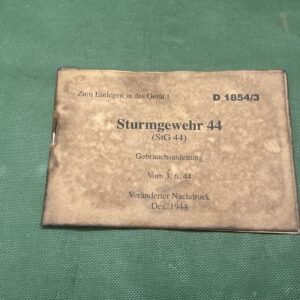 Zum Einlegen in das Gerät !
D 1854/3
Sturmgewehr 44
(StG 44)
Gebrauchsanleitung
Vom 3. 6. 44
Veränderter Nachdruck
Dez. 1944